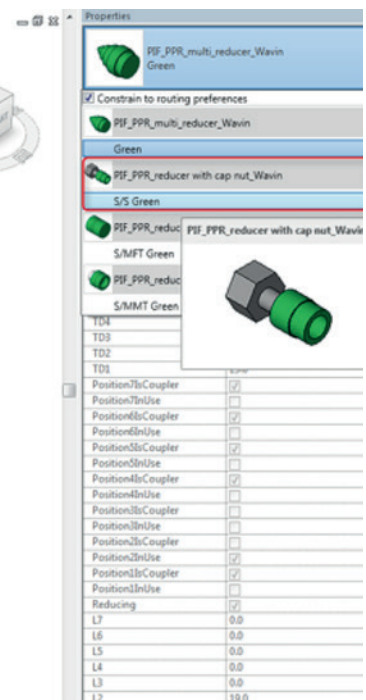 Properties
PIF_PPR_multi_reducer_Wavin
Green
Constrain to routing preferences
PIF_PPR_multi_reducer_Wavin
Green
PIF_PPR_reducer with cap nut_Wavin
S/S Green
PIF_PPR_reduc
PIF_PPR_reducer with cap nut_Wavin
S/MFT Green
PIF_PPR_reduc
S/MMT Green
TD4
TD3
TD2
TD1
Position7IsCoupler
Position7InUse
Position6IsCoupler
Position6InUse
Position5IsCoupler
Position5InUse
Position4IsCoupler
Position4InUse
Position3IsCoupler
Position3InUse
Position2IsCoupler
Position2InUse
Position1IsCoupler
Position1InUse
Reducing
L7 0.0
L6 0.0
L5 0.0
L4 0.0
L3 0.0
L2 19.0